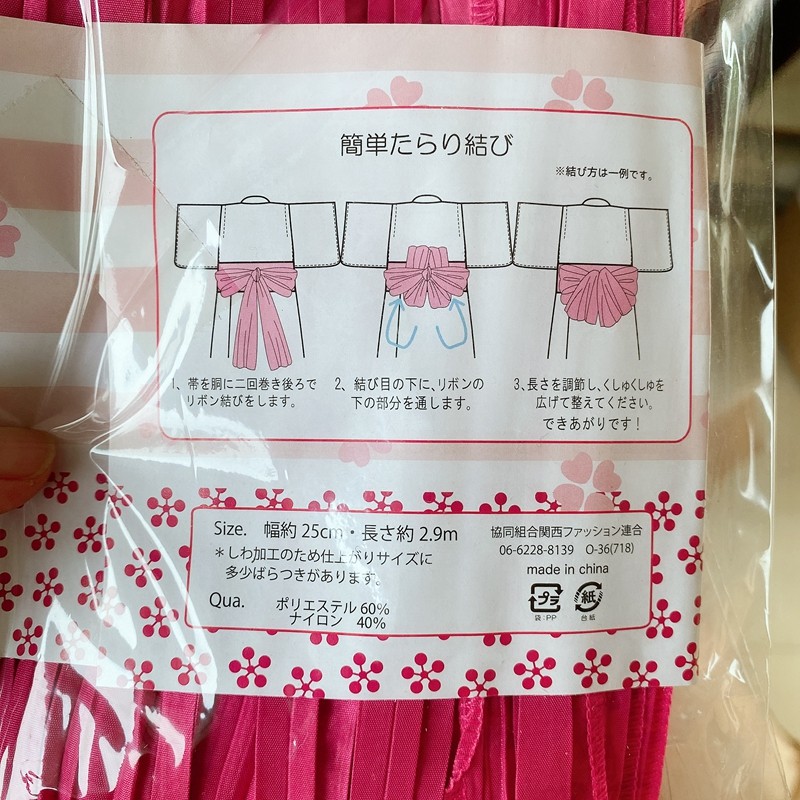 簡単たらり結び
※結び方は一例です。
1、帯を胴に二回巻き後ろで
リボン結びをします。
2、結び目の下に、リボンの
下の部分を通します。
3、長さを調節し、くしゅくしゅを
広げて整えてください。
できあがりです！
Size. 幅約25cm・長さ約2.9m
＊しわ加工のため仕上がりサイズに
多少ばらつきがあります。
Qua. ポリエステル 60%
ナイロン 40%
協同組合関西ファッション連合
06-6228-8139 O-36(718)
made in china
プラ 紙
袋：PP 台紙